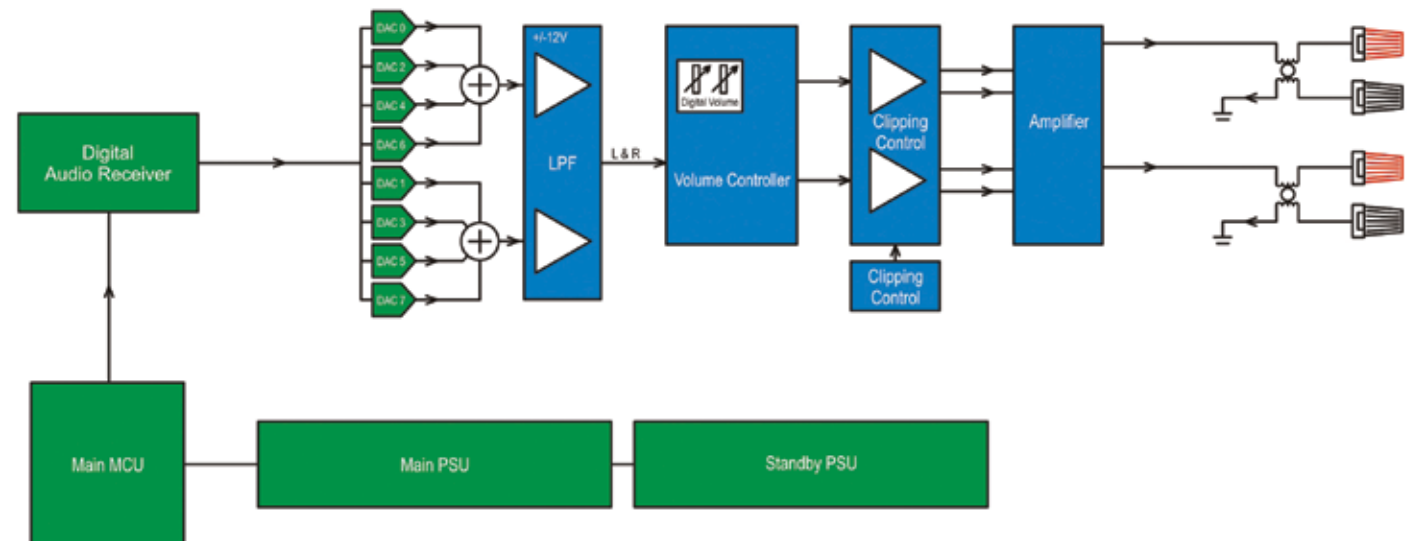 DAC 0
+/-12V
DAC 2
Digital Volume
DAC 4
DAC 6
Clipping
Control
Amplifier
Digital
Audio Receiver
L & R
LPF
Volume Controller
DAC 1
DAC 3
DAC 5
DAC 7
Clipping
Control
Main MCU
Main PSU
Standby PSU